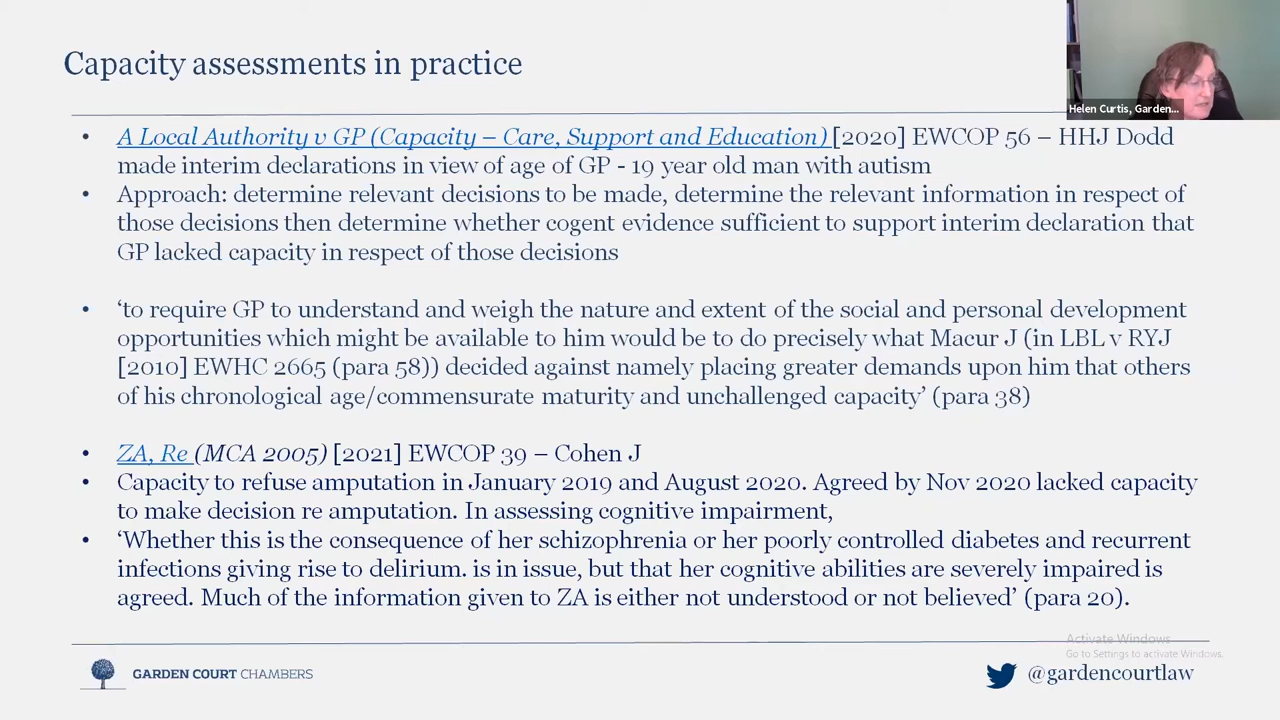 Capacity assessments in practice
Helen Curtis, Garden...
• A Local Authority v GP (Capacity – Care, Support and Education) [2020] EWCOP 56 – HHJ Dodd
made interim declarations in view of age of GP - 19 year old man with autism
• Approach: determine relevant decisions to be made, determine the relevant information in respect of
those decisions then determine whether cogent evidence sufficient to support interim declaration that
GP lacked capacity in respect of those decisions
• ‘to require GP to understand and weigh the nature and extent of the social and personal development
opportunities which might be available to him would be to do precisely what Macur J (in LBL v RYJ
[2010] EWHC 2665 (para 58)) decided against namely placing greater demands upon him that others
of his chronological age/commensurate maturity and unchallenged capacity’ (para 38)
• ZA, Re (MCA 2005) [2021] EWCOP 39 – Cohen J
• Capacity to refuse amputation in January 2019 and August 2020. Agreed by Nov 2020 lacked capacity
to make decision re amputation. In assessing cognitive impairment,
• ‘Whether this is the consequence of her schizophrenia or her poorly controlled diabetes and recurrent
infections giving rise to delirium. is in issue, but that her cognitive abilities are severely impaired is
agreed. Much of the information given to ZA is either not understood or not believed’ (para 20).
Activate Windows
Go to Settings to activate Windows.
GARDEN COURT CHAMBERS
@gardencourtlaw